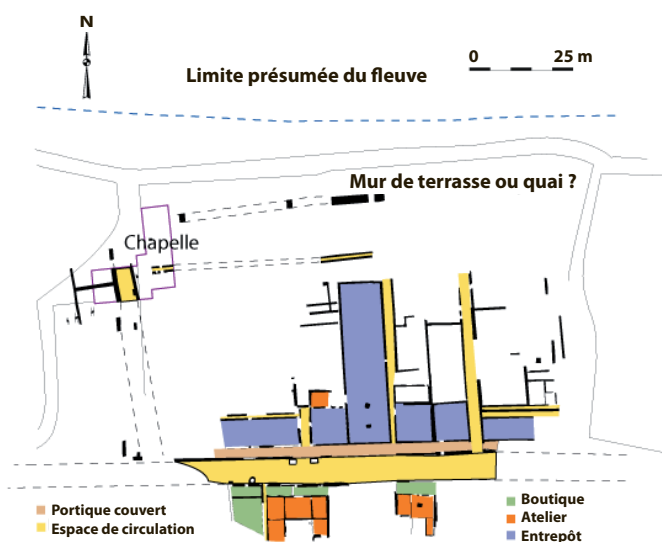 N
0 25 m
Limite présumée du fleuve
Mur de terrasse ou quai ?
Chapelle
Portique couvert
Espace de circulation
Boutique
Atelier
Entrepôt